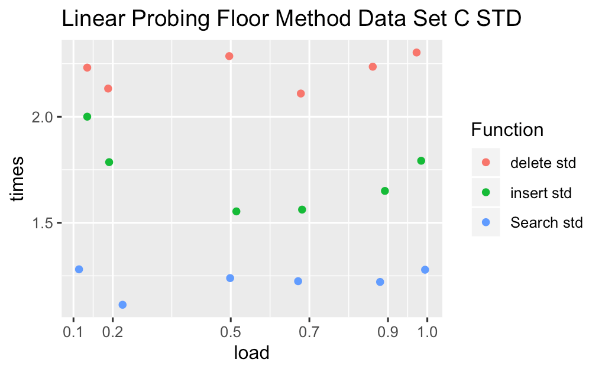 Linear Probing Floor Method Data Set C STD
times
2.0
1.5
0.1 0.2 0.5 0.7 0.9 1.0
load
Function
delete std
insert std
Search std